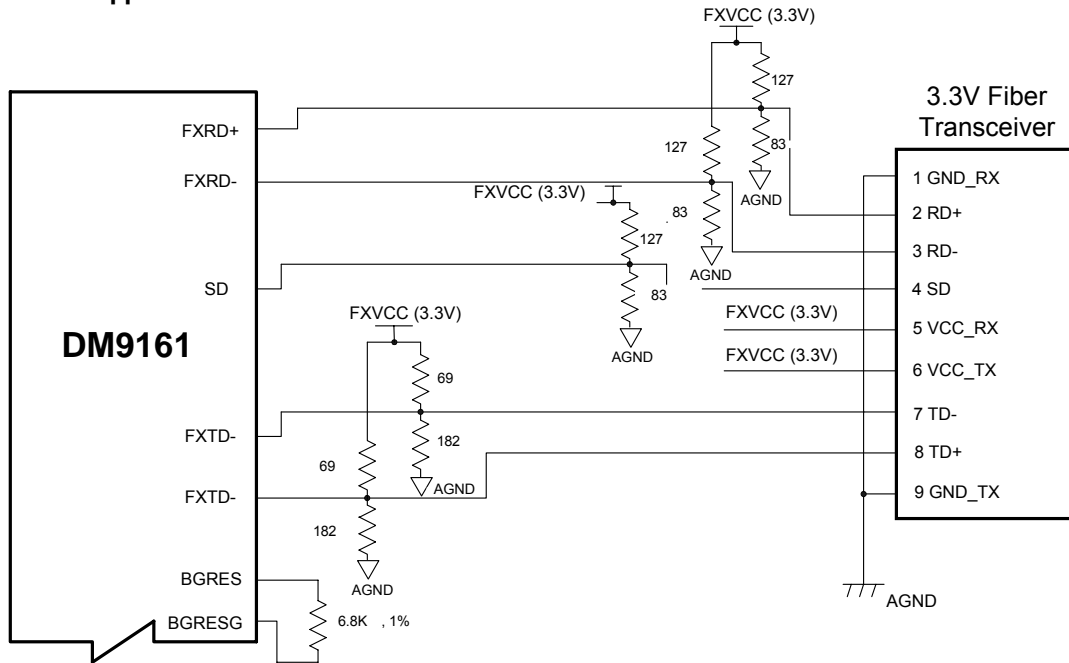 FXVCC (3.3V)
127
3.3V Fiber
Transceiver
FXRD+
127
83
FXRD-
1 GND_RX
FXVCC (3.3V)
AGND
83
2 RD+
127
3 RD-
AGND
SD
83
4 SD
FXVCC (3.3V)
FXVCC (3.3V)
5 VCC_RX
DM9161
AGND
FXVCC (3.3V)
6 VCC_TX
69
7 TD-
FXTD-
182
8 TD+
69
AGND
FXTD-
9 GND_TX
182
BGRES
AGND
AGND
BGRESG
6.8K , 1%